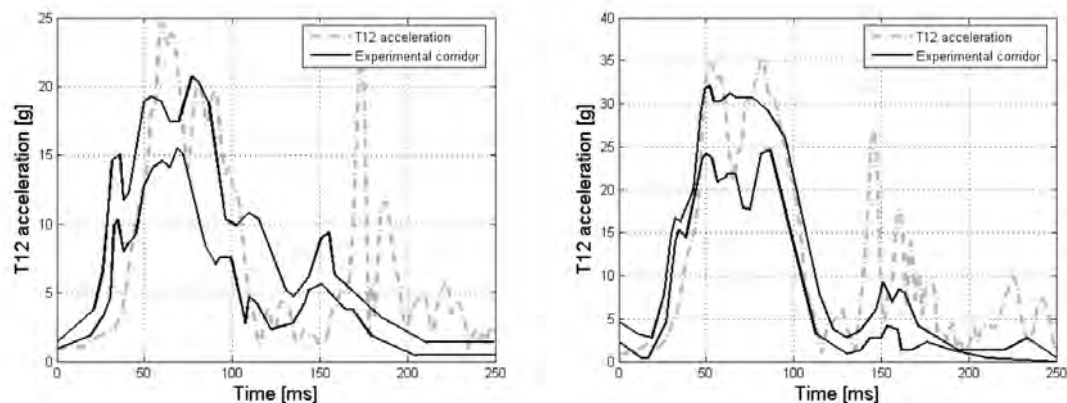 25
20
15
10
5
0
T12 acceleration [g]
T12 acceleration
Experimental corridor
0 50 100 150 200 250
Time [ms]
40
35
30
25
20
15
10
5
0
T12 acceleration [g]
T12 acceleration
Experimental corridor
0 50 100 150 200 250
Time [ms]